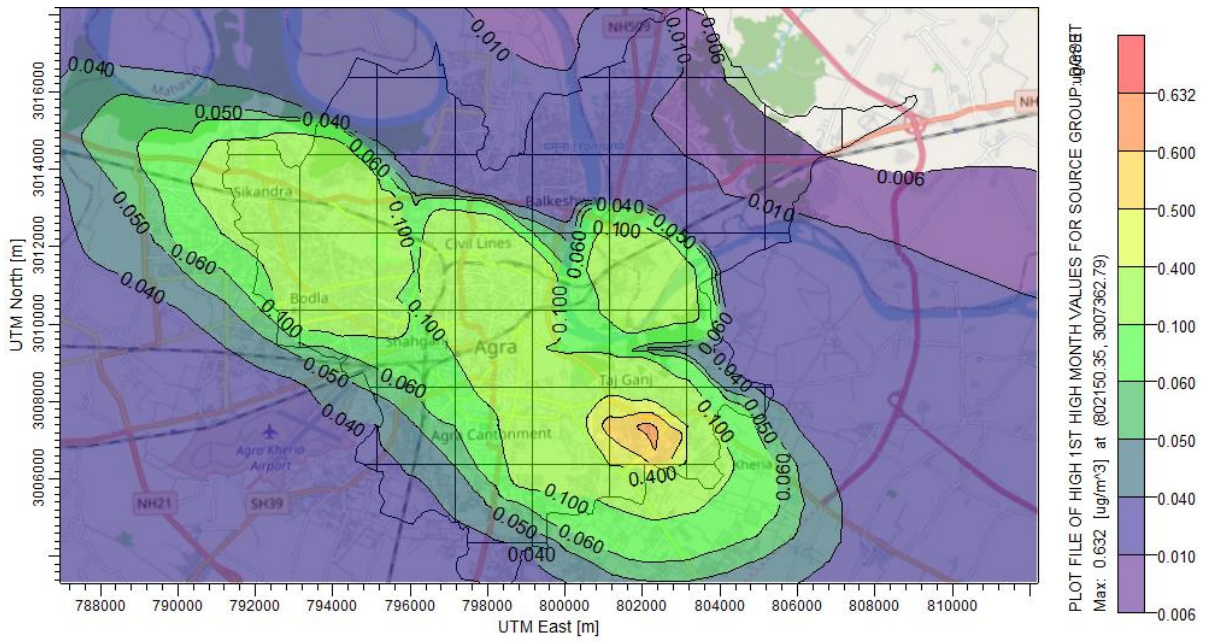 0.040
0.010
0.010
0.006
NH509
0.050
0.040
0.060
0.006
0.010
Sikandra
0.100
0.050
0.060
0.040
Balkesh
0.040
0.050
0.100
0.060
Civil Lines
Bodla
0.100
0.100
0.100
Shahga
Agra
0.060
0.050
0.060
0.040
0.040
Taj Ganj
0.100
0.050
0.060
Agra Cantonment
Kheria
0.400
Agra Kheria
Airport
NH21
SH39
0.100
0.050
0.060
0.040
NH
UTM North [m]
3016000
3014000
3012000
3010000
3008000
3006000
788000 790000 792000 794000 796000 798000 800000 802000 804000 806000 808000 810000
UTM East [m]
PLOT FILE OF HIGH 1ST HIGH MONTH VALUES FOR SOURCE GROUP:
Max: 0.632 [ug/m^3] at (802150.35, 3007362.79)
0.632
0.600
0.500
0.400
0.100
0.060
0.050
0.040
0.010
0.006